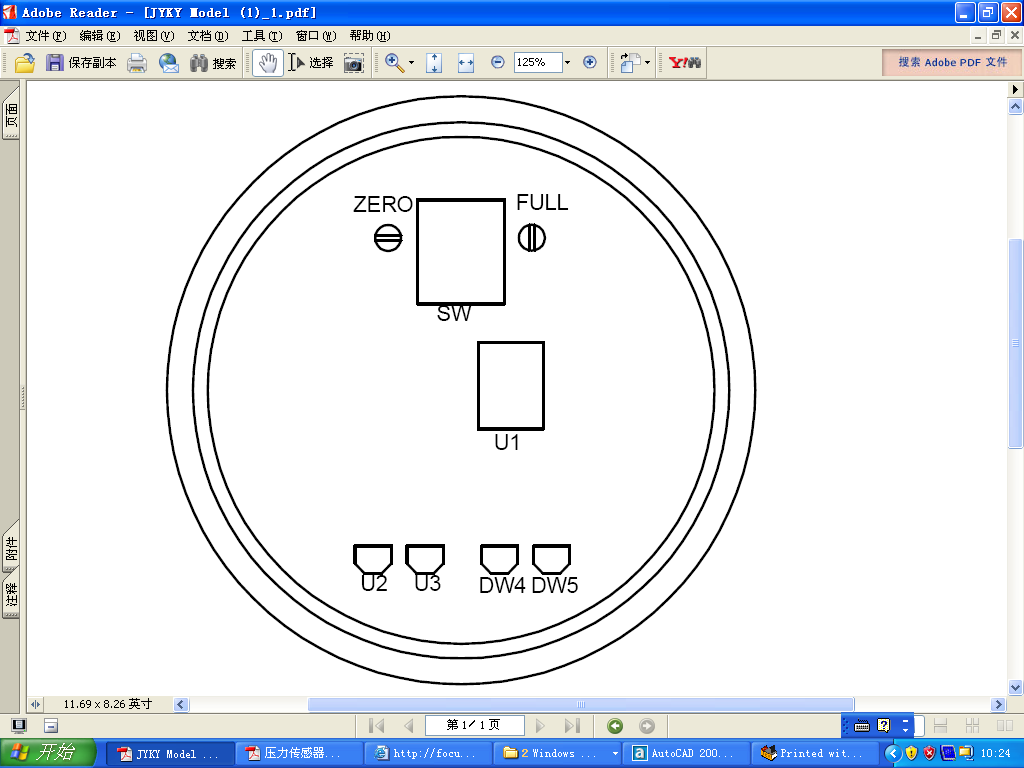 Adobe Reader - [JYKY Model (1)_1.pdf]
文件(F) 编辑(E) 视图(V) 文档(D) 工具(T) 窗口(W) 帮助(H)
保存副本 搜索 选择 125% Y! 搜索 Adobe PDF 文件
页面
ZERO FULL
SW
U1
附件
注释
U2 U3 DW4 DW5
11.69 x 8.26 英寸
第 1 / 1 页
开始 JYKY Model ... 压力传感器... http://focu... 2 Windows ... AutoCAD 200... Printed wit... 10:24